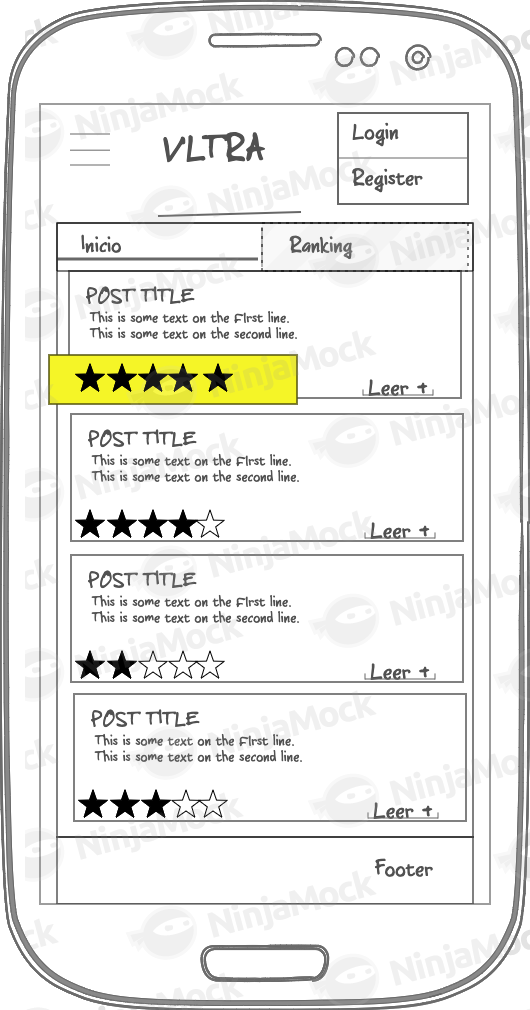 VLTRA
Login
Register
Inicio
Ranking
POST TITLE
This is some text on the first line.
This is some text on the second line.
Leer +
POST TITLE
This is some text on the first line.
This is some text on the second line.
Leer +
POST TITLE
This is some text on the first line.
This is some text on the second line.
Leer +
POST TITLE
This is some text on the first line.
This is some text on the second line.
Leer +
Footer
NinjaMock